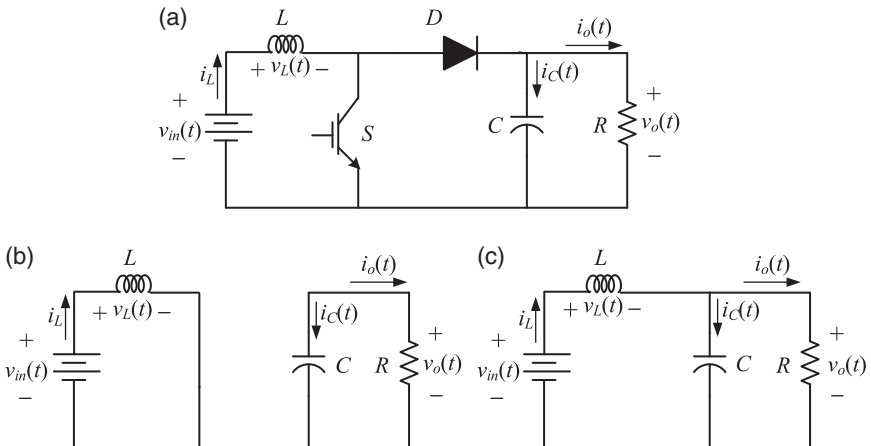 (a)
L
D
i_o(t)
i_L
+ v_L(t) −
i_C(t)
+
v_in(t)
−
S
C
R
+
v_o(t)
−
(b)
L
i_o(t)
i_L
+ v_L(t) −
i_C(t)
+
v_in(t)
−
C
R
+
v_o(t)
−
(c)
L
i_o(t)
i_L
+ v_L(t) −
i_C(t)
+
v_in(t)
−
C
R
+
v_o(t)
−